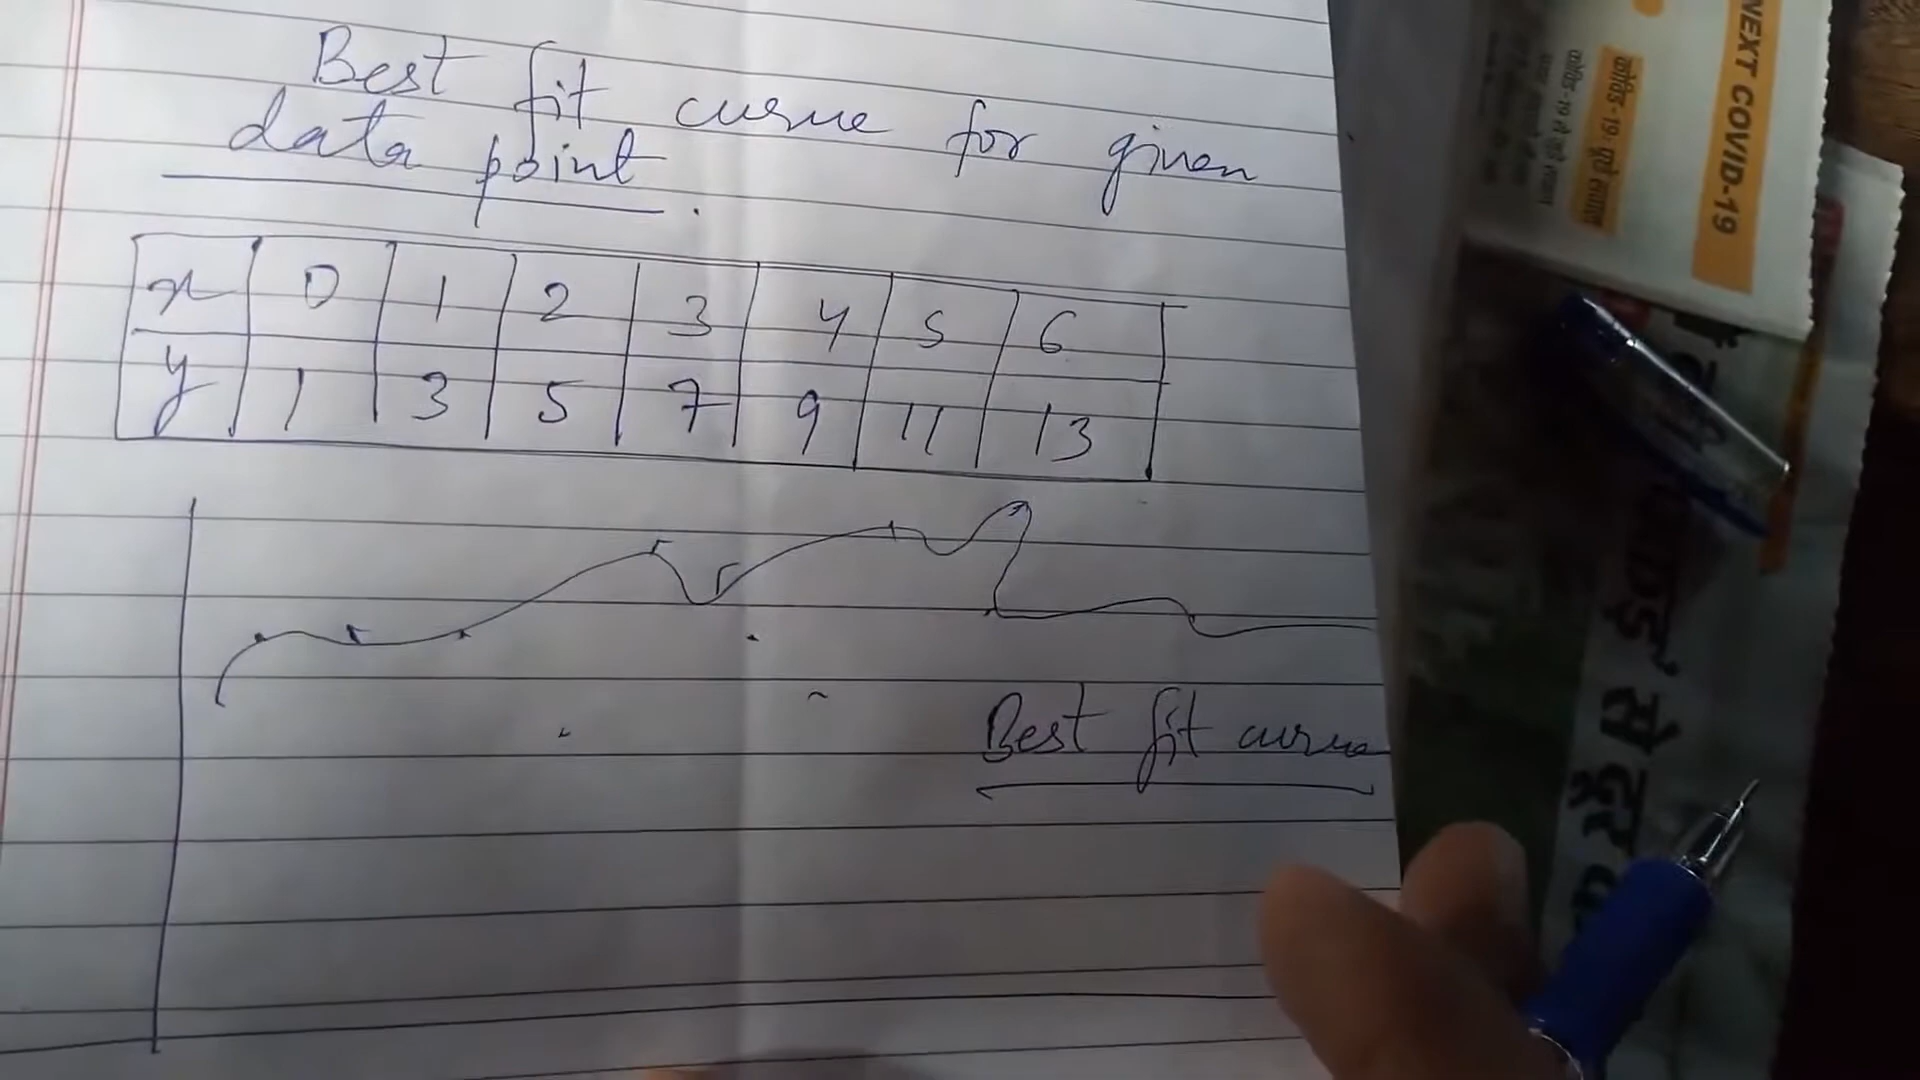 Best fit curve for given
data point.
x 0 1 2 3 4 5 6
y 1 3 5 7 9 11 13
Best fit curve
NEXT COVID-19